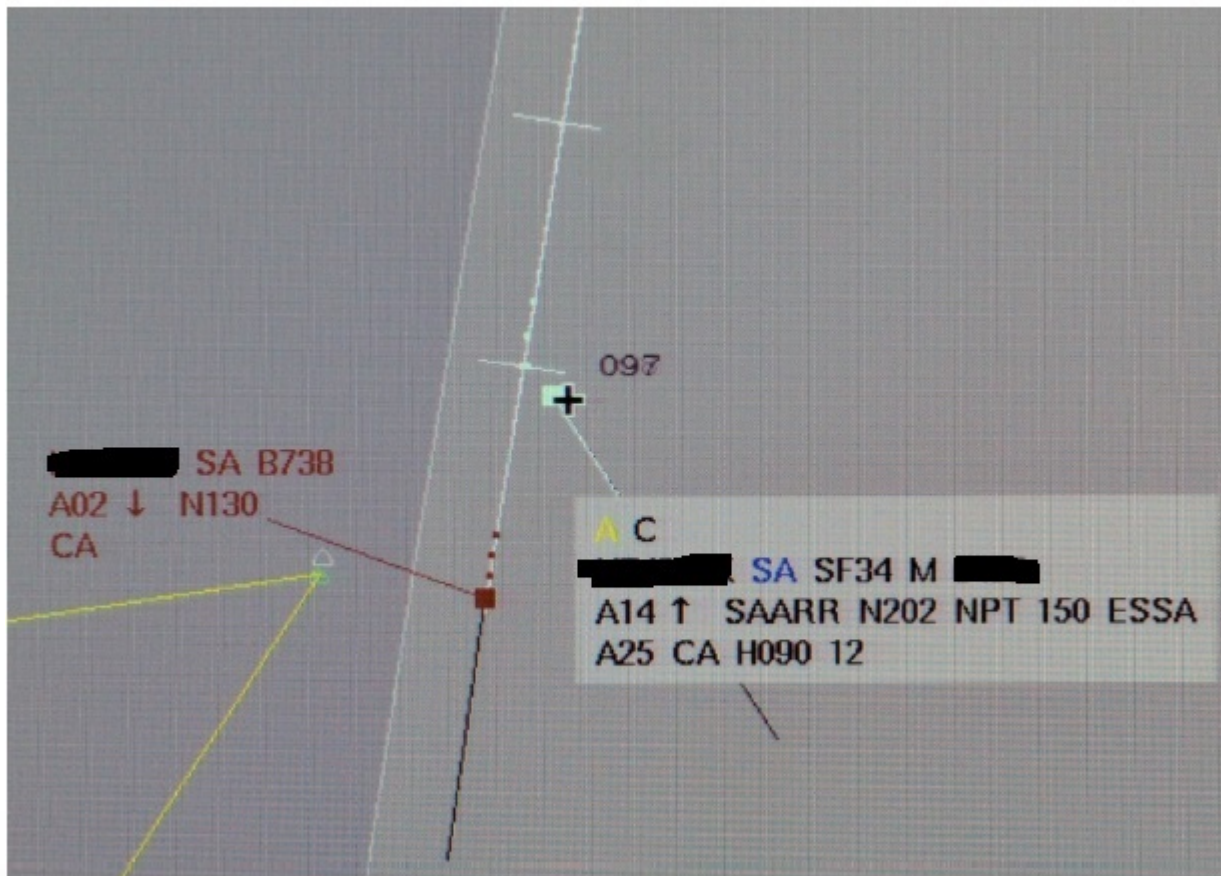 097
SA B738
A02 ↓ N130
CA
A C
SA SF34 M
A14 ↑ SAARR N202 NPT 150 ESSA
A25 CA H090 12